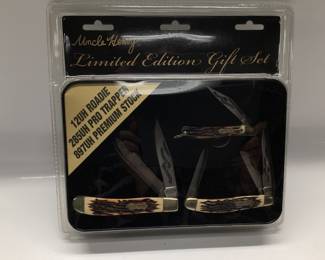 Uncle Henry
Limited Edition Gift Set
12UH ROADIE
285UH PRO TRAPPER
897UH PREMIUM STOCK